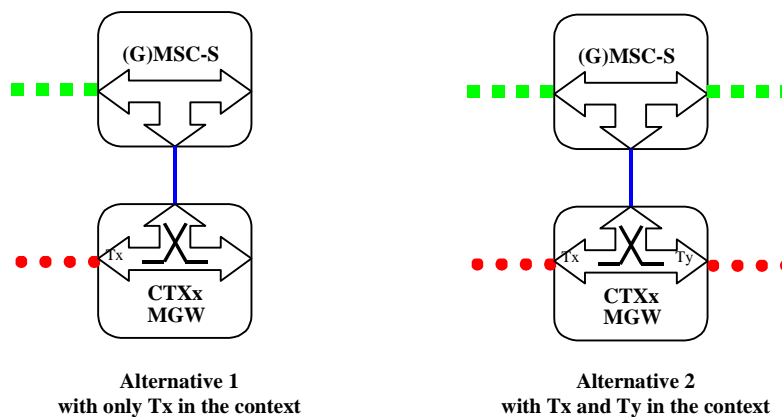 (G)MSC-S
(G)MSC-S
Tx
CTXx
MGW
Tx Ty
CTXx
MGW
Alternative 1
with only Tx in the context
Alternative 2
with Tx and Ty in the context